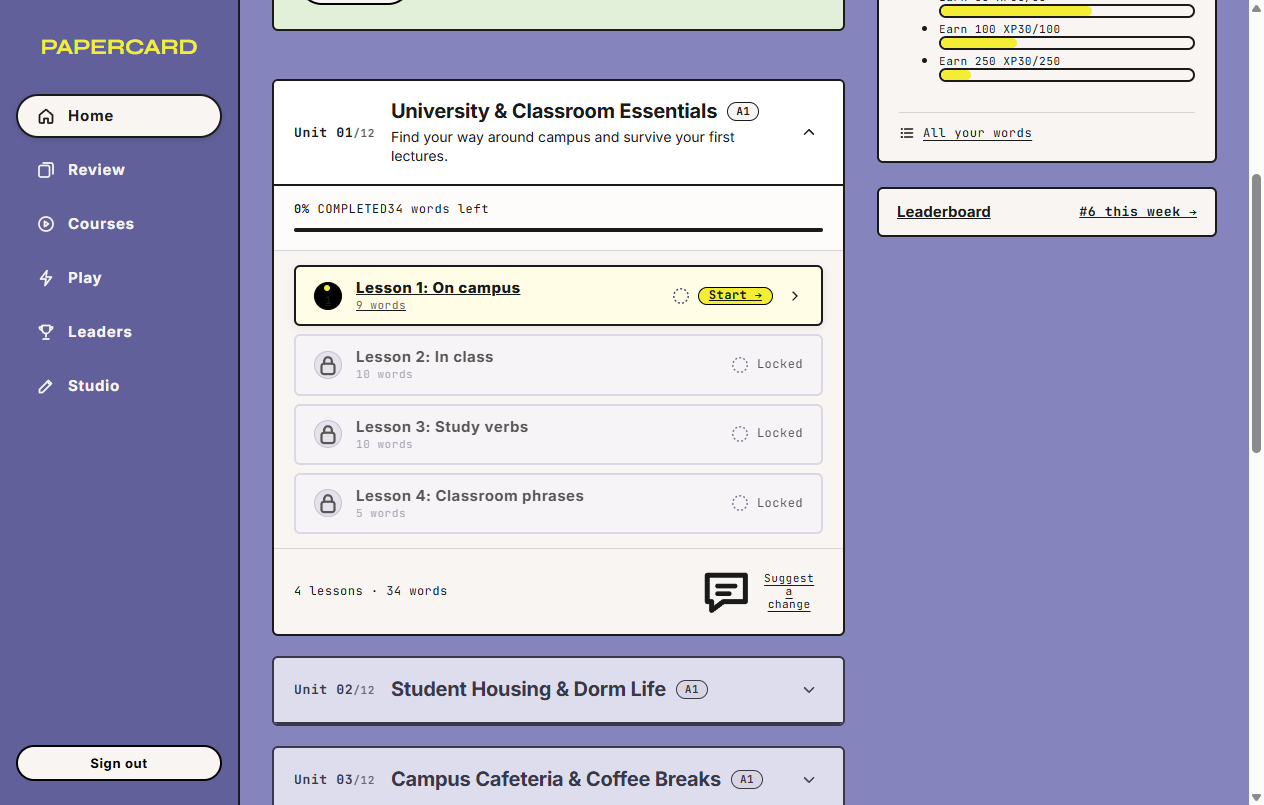 PAPERCARD
Home
Review
Courses
Play
Leaders
Studio
Sign out
Unit 01/12
University & Classroom Essentials A1
Find your way around campus and survive your first
lectures.
0% COMPLETED34 words left
1
Lesson 1: On campus
9 words
Start →
Lesson 2: In class
10 words
Locked
Lesson 3: Study verbs
10 words
Locked
Lesson 4: Classroom phrases
5 words
Locked
4 lessons · 34 words
Suggest
a
change
Unit 02/12 Student Housing & Dorm Life A1
Unit 03/12 Campus Cafeteria & Coffee Breaks A1
Earn 100 XP30/100
Earn 250 XP30/250
All your words
Leaderboard #6 this week →